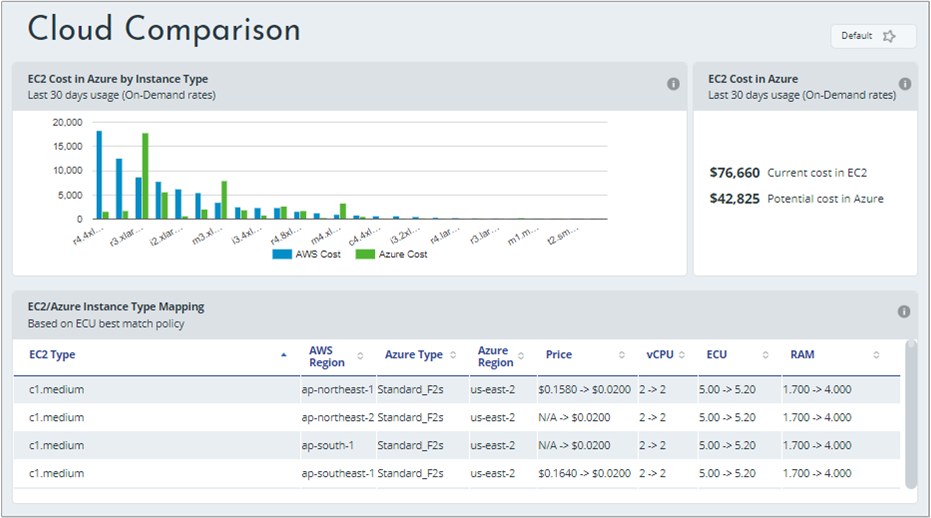 Cloud Comparison
Default
EC2 Cost in Azure by Instance Type
Last 30 days usage (On-Demand rates)
20,000
15,000
10,000
5,000
0
r4.4xl... r3.xlar... i2.xlar... m3.xl... i3.4xl... r4.8xl... m4.xl... c4.4xl... i3.2xl... r4.lar... r3.lar... m1.m... t2.sm...
AWS Cost Azure Cost
EC2 Cost in Azure
Last 30 days usage (On-Demand rates)
$76,660 Current cost in EC2
$42,825 Potential cost in Azure
EC2/Azure Instance Type Mapping
Based on ECU best match policy
EC2 Type AWS Region Azure Type Azure Region Price vCPU ECU RAM
c1.medium ap-northeast-1 Standard_F2s us-east-2 $0.1580 -> $0.0200 2 -> 2 5.00 -> 5.20 1.700 -> 4.000
c1.medium ap-northeast-2 Standard_F2s us-east-2 N/A -> $0.0200 2 -> 2 5.00 -> 5.20 1.700 -> 4.000
c1.medium ap-south-1 Standard_F2s us-east-2 N/A -> $0.0200 2 -> 2 5.00 -> 5.20 1.700 -> 4.000
c1.medium ap-southeast-1 Standard_F2s us-east-2 $0.1640 -> $0.0200 2 -> 2 5.00 -> 5.20 1.700 -> 4.000